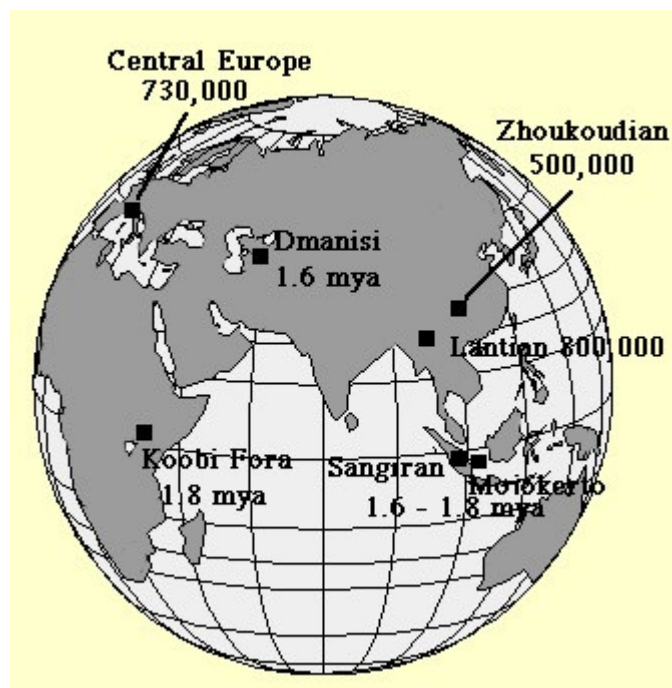 Central Europe
730,000
Zhoukoudian
500,000
Dmanisi
1.6 mya
Lantian 800,000
Koobi Fora
1.8 mya
Sangiran
Mojokerto
1.6 - 1.8 mya